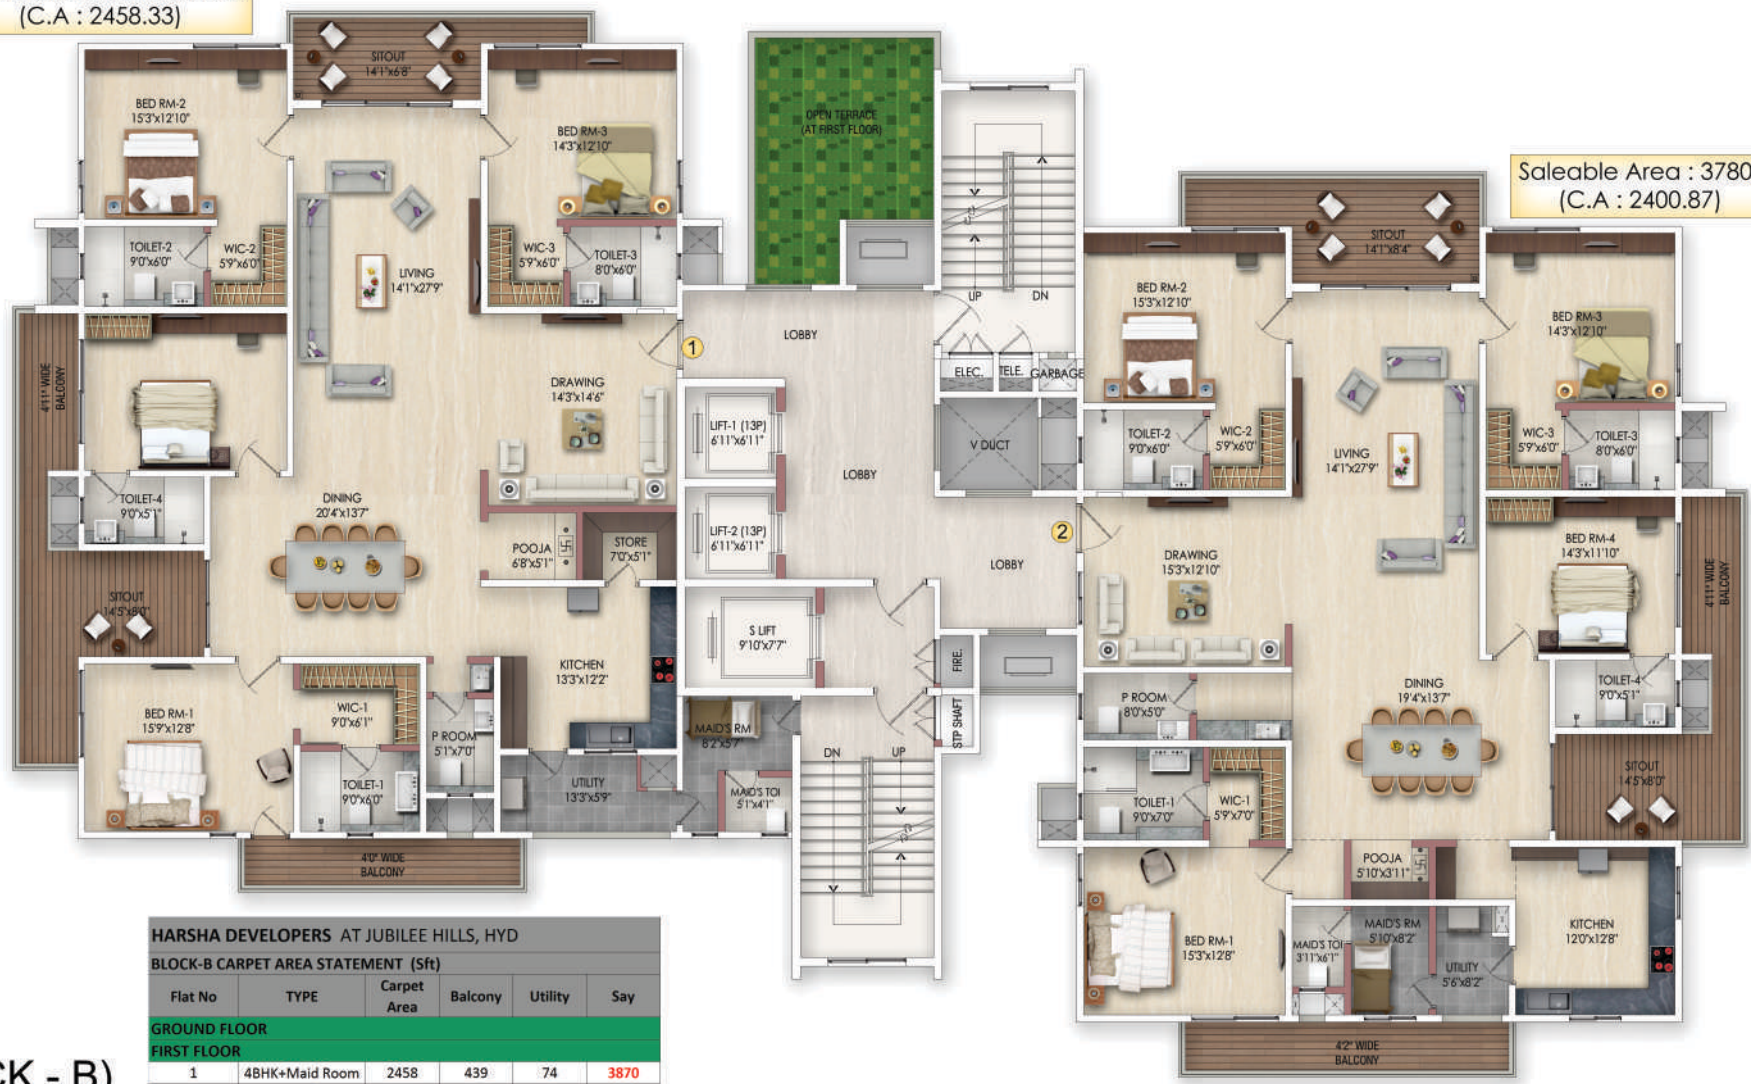 (C.A : 2458.33)
SITOUT
14'1"x6'8"
BED RM-2
15'3"x12'10"
BED RM-3
14'3"x12'10"
OPEN TERRACE
(AT FIRST FLOOR)
UP
DN
Saleable Area : 3780
(C.A : 2400.87)
TOILET-2
9'0"x6'0"
WIC-2
5'9"x6'0"
WIC-3
5'9"x6'0"
TOILET-3
8'0"x6'0"
LIVING
14'1"x27'9"
4'11" WIDE
BALCONY
DRAWING
14'3"x14'6"
1
LOBBY
ELEC.
TELE.
GARBAGE
LIFT-1 (13P)
6'11"x6'11"
LOBBY
V DUCT
LIFT-2 (13P)
6'11"x6'11"
LOBBY
TOILET-4
9'0"x5'1"
DINING
20'4"x13'7"
POOJA
6'8"x5'1"
STORE
7'0"x5'1"
SITOUT
14'5"x8'0"
S LIFT
9'10"x7'7"
FIRE.
STP SHAFT
KITCHEN
13'3"x12'2"
BED RM-1
15'9"x12'8"
WIC-1
9'0"x6'1"
P ROOM
5'1"x7'0"
TOILET-1
9'0"x6'0"
UTILITY
13'3"x5'9"
MAID'S RM
8'2"x5'7"
MAID'S TOI
5'1"x4'1"
DN
UP
4'0" WIDE
BALCONY
SITOUT
14'1"x8'4"
BED RM-2
15'3"x12'10"
BED RM-3
14'3"x12'10"
TOILET-2
9'0"x6'0"
WIC-2
5'9"x6'0"
LIVING
14'1"x27'9"
WIC-3
5'9"x6'0"
TOILET-3
8'0"x6'0"
2
DRAWING
15'3"x12'10"
BED RM-4
14'3"x11'10"
4'11" WIDE
BALCONY
P ROOM
8'0"x5'0"
DINING
19'4"x13'7"
TOILET-4
9'0"x5'1"
SITOUT
14'5"x8'0"
TOILET-1
9'0"x7'0"
WIC-1
5'9"x7'0"
POOJA
5'10"x3'11"
BED RM-1
15'3"x12'8"
MAID'S TOI
3'11"x6'1"
MAID'S RM
5'10"x8'2"
UTILITY
5'6"x8'2"
KITCHEN
12'0"x12'8"
4'2" WIDE
BALCONY
HARSHA DEVELOPERS AT JUBILEE HILLS, HYD
BLOCK-B CARPET AREA STATEMENT (Sft)
Flat No TYPE Carpet Area Balcony Utility Say
GROUND FLOOR
FIRST FLOOR
1 4BHK+Maid Room 2458 439 74 3870
CK - B)